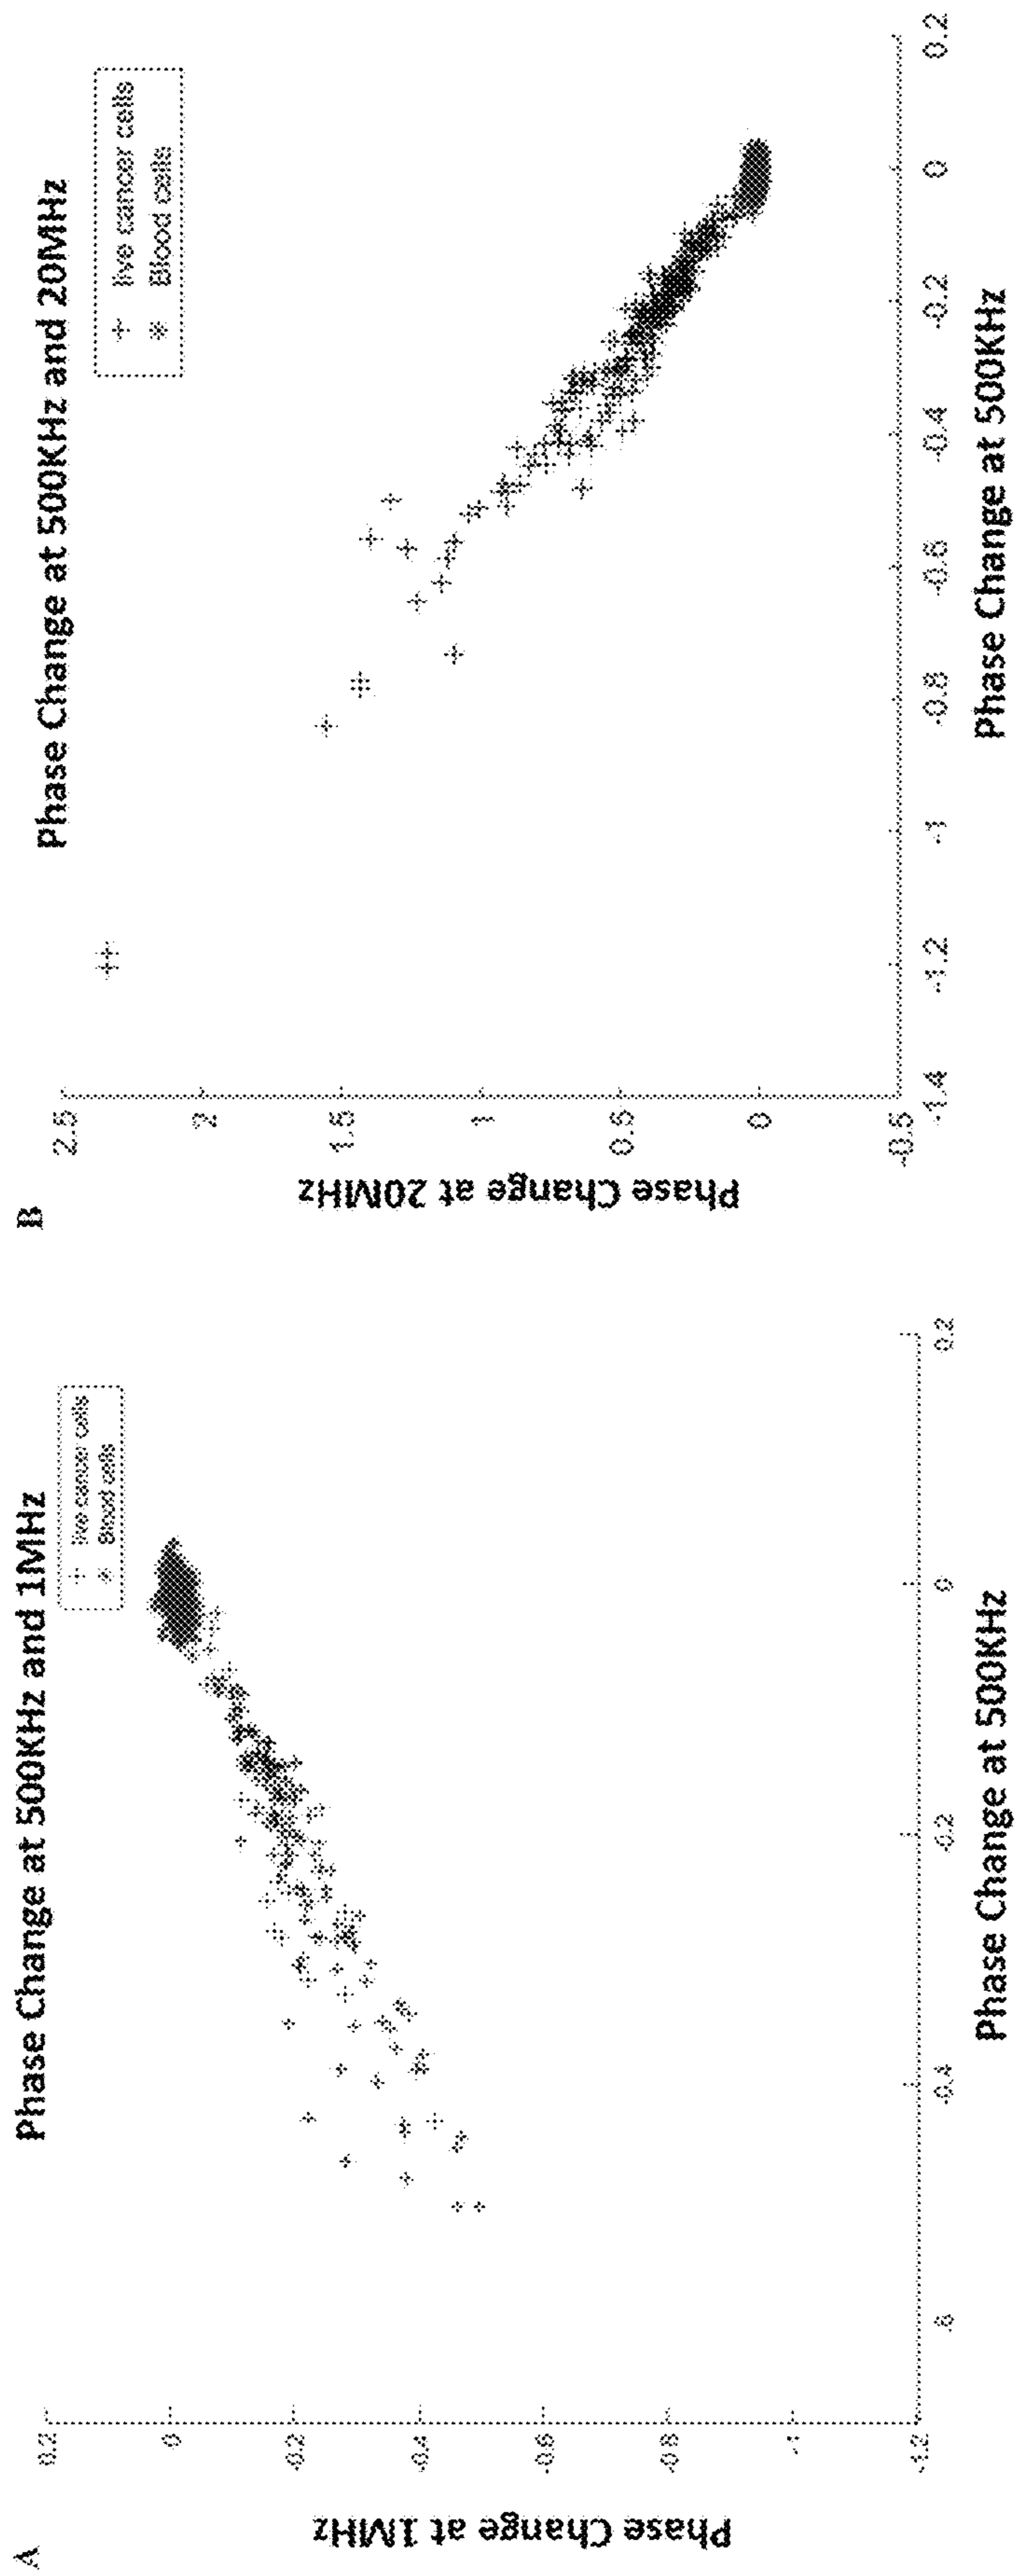 A
Phase Change at 500KHz and 1MHz
live cancer cells
Blood cells
Phase Change at 1MHz
0.2
0
-0.2
-0.4
-0.6
-0.8
-1
-1.2
.6
-0.4
-0.2
0
0.2
Phase Change at 500KHz
B
Phase Change at 500KHz and 20MHz
live cancer cells
Blood cells
Phase Change at 20MHz
2.5
2
1.5
1
0.5
0
-0.5
-1.4
-1.2
-1
-0.8
-0.6
-0.4
-0.2
0
0.2
Phase Change at 500KHz